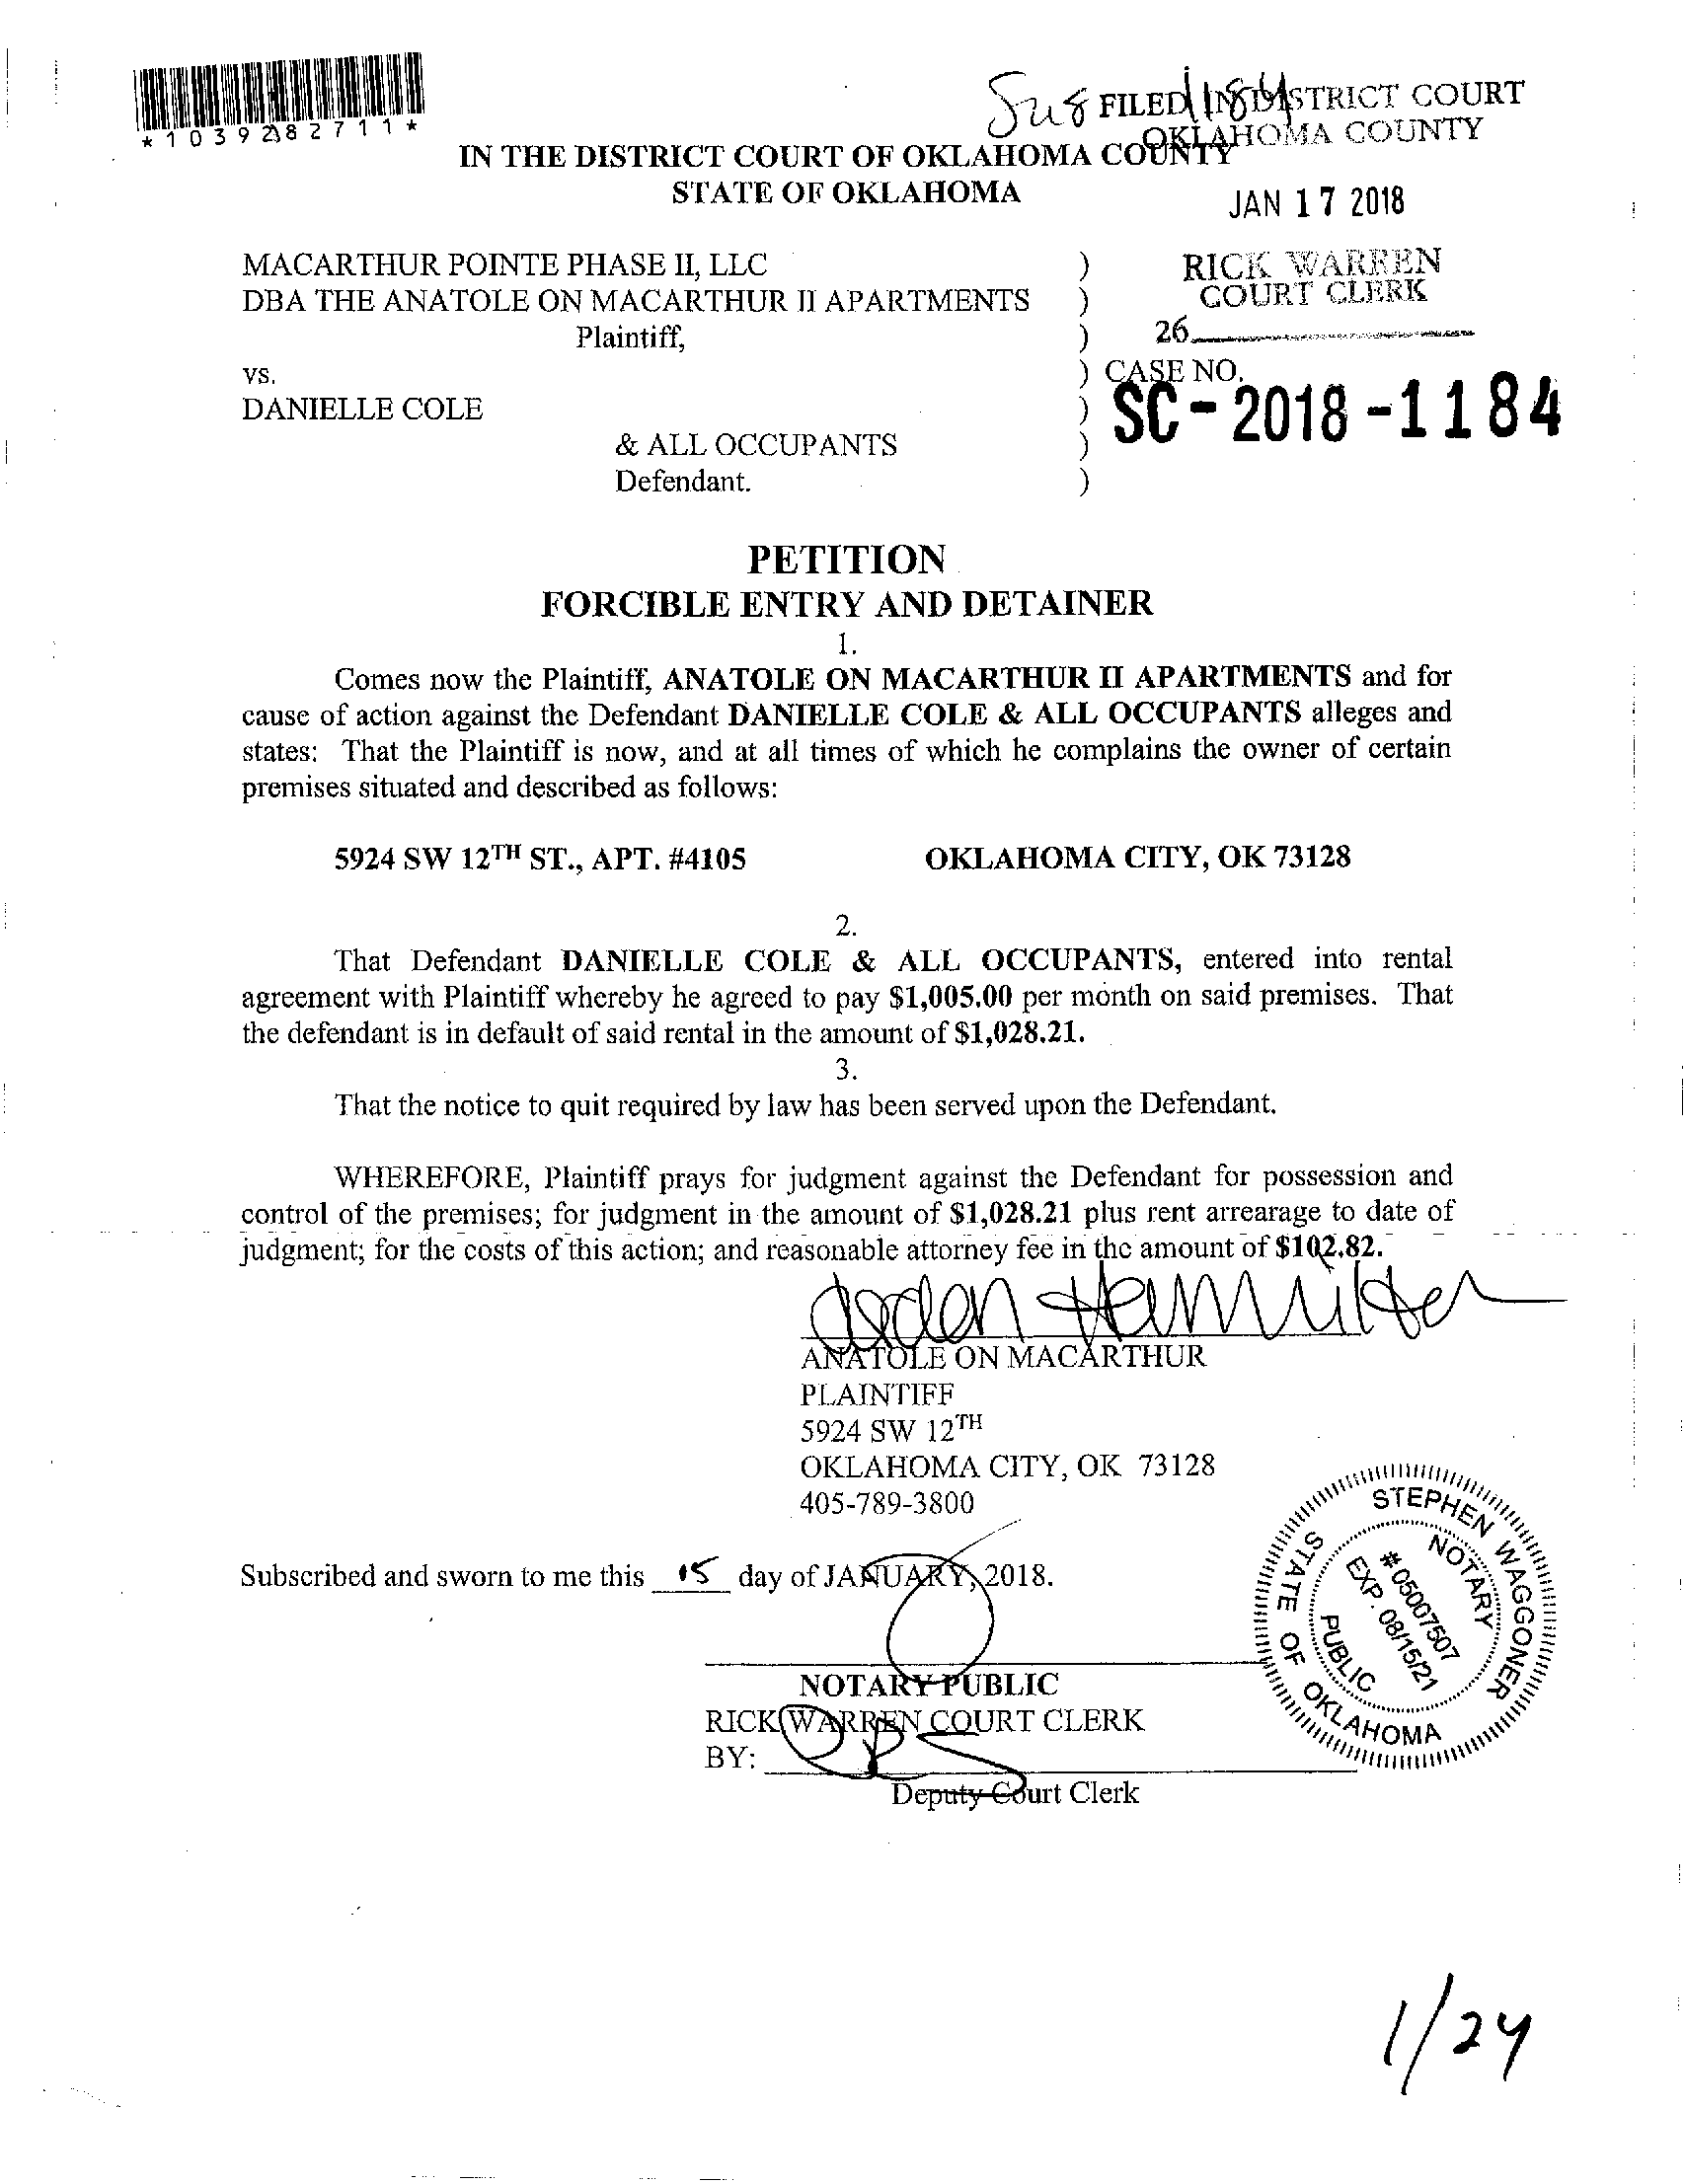 *1039282711*
FILED IN DISTRICT COURT
OKLAHOMA COUNTY
IN THE DISTRICT COURT OF OKLAHOMA COUNTY
STATE OF OKLAHOMA
JAN 17 2018
MACARTHUR POINTE PHASE II, LLC )
RICK WARREN
DBA THE ANATOLE ON MACARTHUR II APARTMENTS )
COURT CLERK
Plaintiff, )
26
vs. ) CASE NO.
DANIELLE COLE ) SC-2018-1184
& ALL OCCUPANTS )
Defendant. )
PETITION
FORCIBLE ENTRY AND DETAINER
1.
Comes now the Plaintiff, ANATOLE ON MACARTHUR II APARTMENTS and for
cause of action against the Defendant DANIELLE COLE & ALL OCCUPANTS alleges and
states: That the Plaintiff is now, and at all times of which he complains the owner of certain
premises situated and described as follows:
5924 SW 12TH ST., APT. #4105 OKLAHOMA CITY, OK 73128
2.
That Defendant DANIELLE COLE & ALL OCCUPANTS, entered into rental
agreement with Plaintiff whereby he agreed to pay $1,005.00 per month on said premises. That
the defendant is in default of said rental in the amount of $1,028.21.
3.
That the notice to quit required by law has been served upon the Defendant.
WHEREFORE, Plaintiff prays for judgment against the Defendant for possession and
control of the premises; for judgment in the amount of $1,028.21 plus rent arrearage to date of
judgment; for the costs of this action; and reasonable attorney fee in the amount of $102.82.
ANATOLE ON MACARTHUR
PLAINTIFF
5924 SW 12TH
OKLAHOMA CITY, OK 73128
405-789-3800
Subscribed and sworn to me this 15 day of JANUARY, 2018.
STEPHEN WAGGONER
NOTARY PUBLIC
# 05007507
EXP. 08/15/21
STATE OF OKLAHOMA
NOTARY PUBLIC
RICK WARREN COURT CLERK
BY:
Deputy Court Clerk
1/24